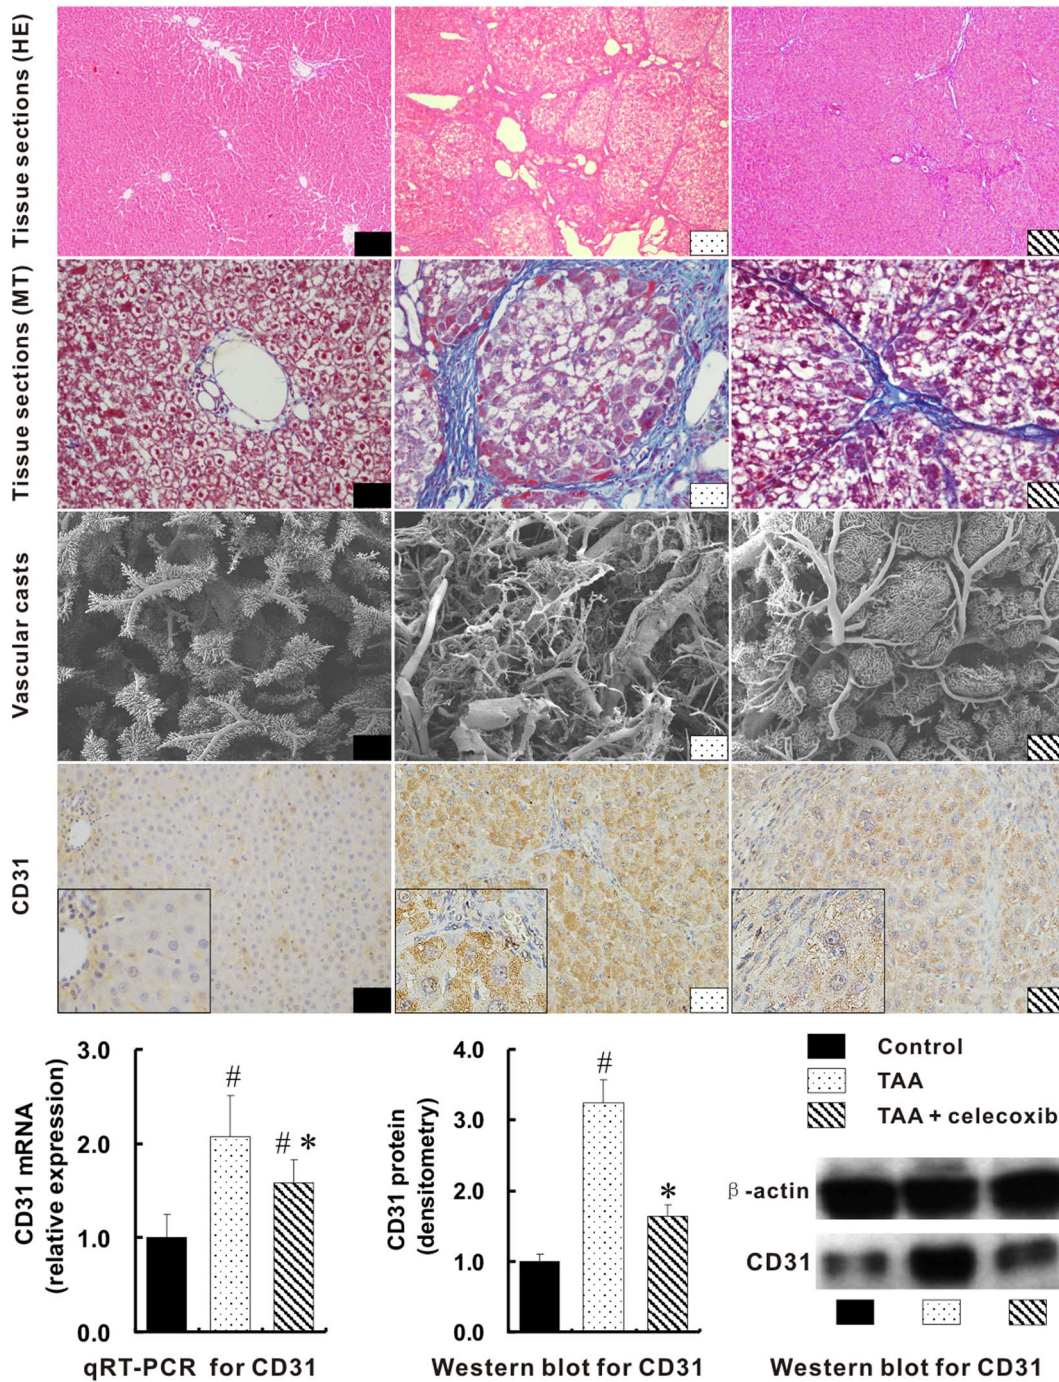 Tissue sections (HE)
Tissue sections (MT)
Vascular casts
CD31
CD31 mRNA
(relative expression)
3.0
2.0
1.0
0.0
#
# *
qRT-PCR for CD31
CD31 protein
(densitometry)
4.0
3.0
2.0
1.0
0.0
#
*
Western blot for CD31
Control
TAA
TAA + celecoxib
β-actin
CD31
Western blot for CD31